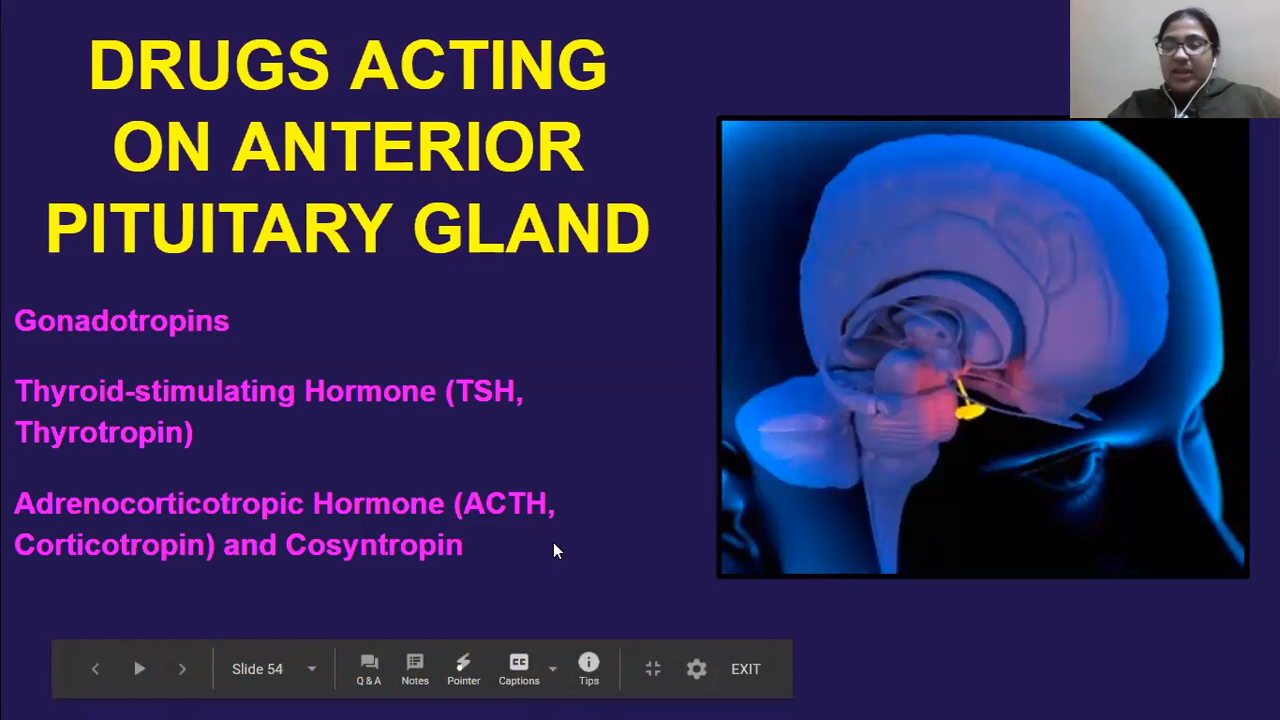 DRUGS ACTING
ON ANTERIOR
PITUITARY GLAND
Gonadotropins
Thyroid-stimulating Hormone (TSH,
Thyrotropin)
Adrenocorticotropic Hormone (ACTH,
Corticotropin) and Cosyntropin
Slide 54
Q & A
Notes
Pointer
CC
Captions
Tips
EXIT